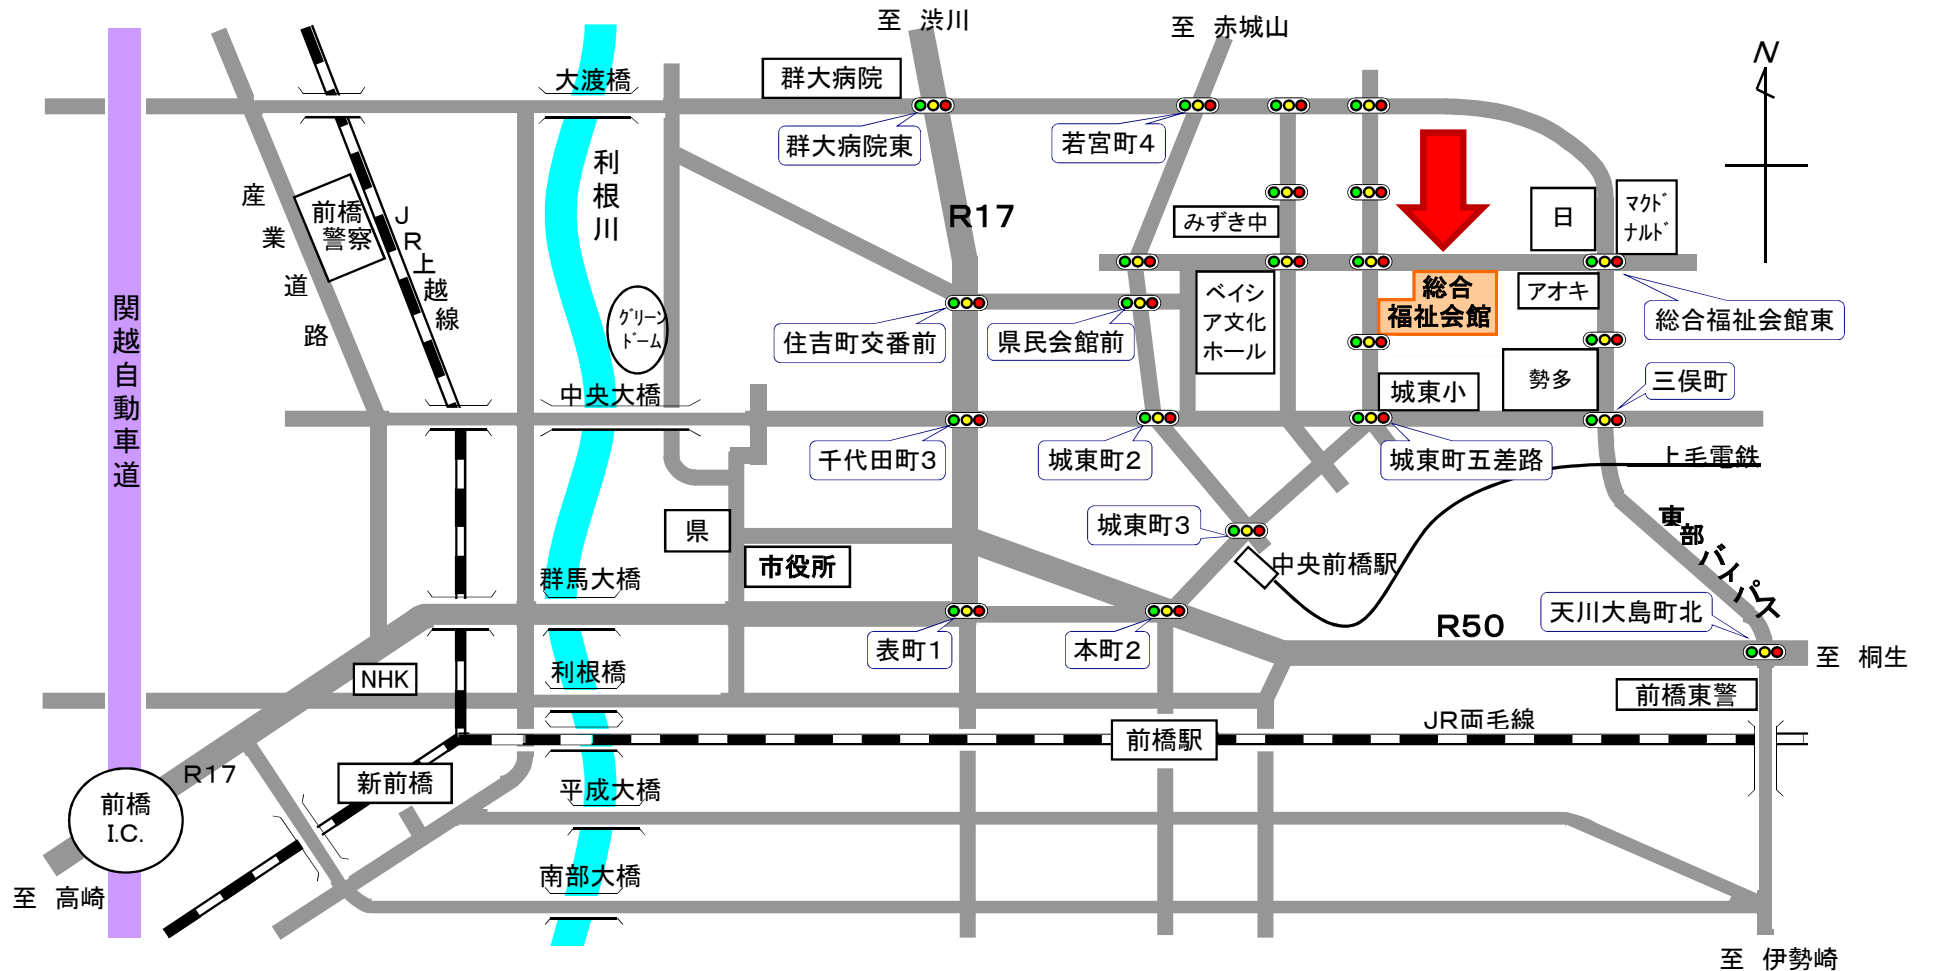 至 渋川
至 赤城山
N
大渡橋
群大病院
群大病院東
若宮町4
利根川
産業道路
前橋
警察
JR上越線
R17
みずき中
日
ﾏｸﾄﾞ
ﾅﾙﾄﾞ
関越自動車道
ｸﾞﾘｰﾝ
ﾄﾞｰﾑ
住吉町交番前
県民会館前
ベイシ
ア文化
ホール
総合
福祉会館
アオキ
総合福祉会館東
中央大橋
城東小
勢多
三俣町
千代田町3
城東町2
城東町五差路
上毛電鉄
県
城東町3
東部バイパス
市役所
中央前橋駅
群馬大橋
天川大島町北
R50
表町1
本町2
至 桐生
NHK
利根橋
前橋東警
JR両毛線
前橋駅
R17
新前橋
平成大橋
前橋
I.C.
南部大橋
至 高崎
至 伊勢崎